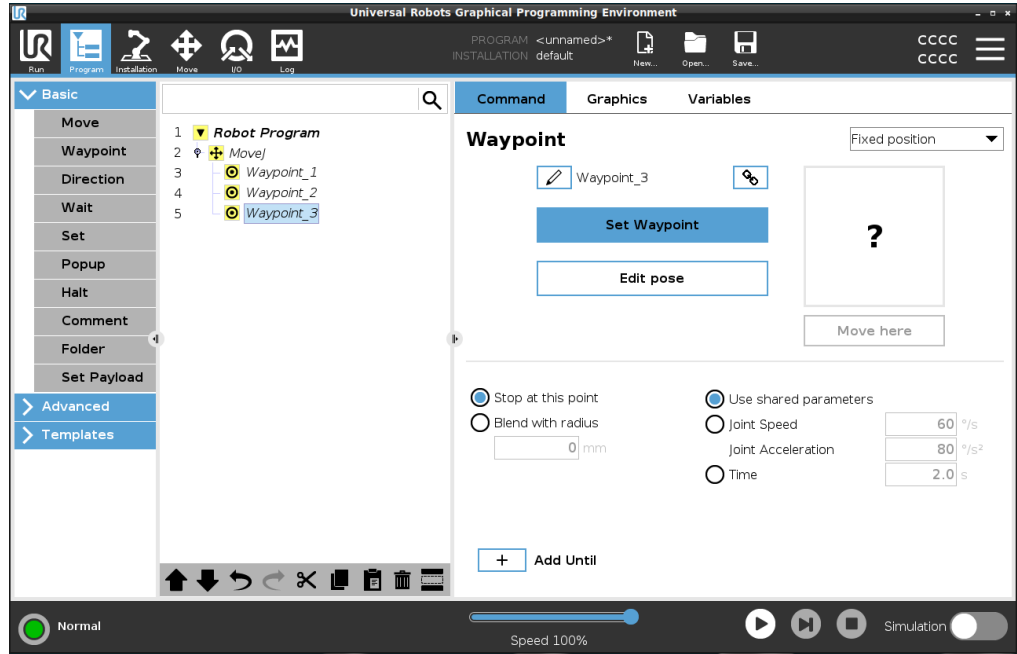 UR
Universal Robots Graphical Programming Environment
UR
Run
Program
Installation
Move
I/O
Log
PROGRAM <unnamed>*
INSTALLATION default
New...
Open...
Save...
CCCC
CCCC
Basic
Move
Waypoint
Direction
Wait
Set
Popup
Halt
Comment
Folder
Set Payload
Advanced
Templates
1 Robot Program
2 MoveJ
3 Waypoint_1
4 Waypoint_2
5 Waypoint_3
Command Graphics Variables
Waypoint
Fixed position
Waypoint_3
Set Waypoint
Edit pose
?
Move here
Stop at this point
Blend with radius
0 mm
Use shared parameters
Joint Speed 60 °/s
Joint Acceleration 80 °/s²
Time 2.0 s
+ Add Until
Normal
Speed 100%
Simulation